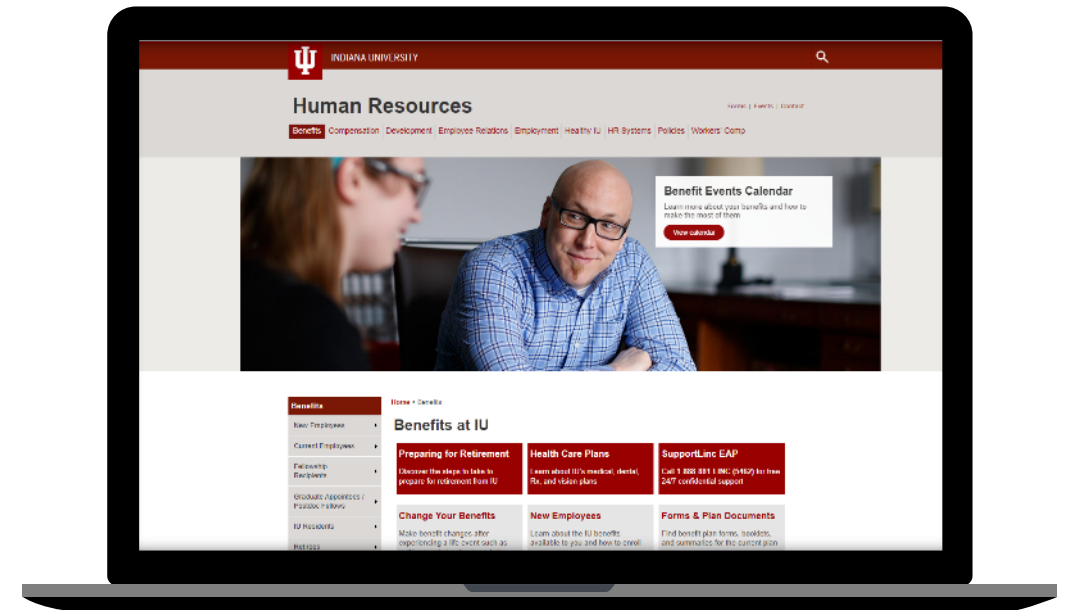 INDIANA UNIVERSITY
Human Resources
Forms | Events | Contact
Benefits Compensation Development Employee Relations Employment Healthy IU HR Systems Policies Workers' Comp
Benefit Events Calendar
Learn more about your benefits and how to
make the most of them
View calendar
Benefits
New Employees
Current Employees
Fellowship
Recipients
Graduate Appointees /
Postdoc Fellows
IU Residents
Retirees
Home • Benefits
Benefits at IU
Preparing for Retirement
Discover the steps to take to
prepare for retirement from IU
Health Care Plans
Learn about IU's medical, dental,
Rx, and vision plans
SupportLinc EAP
Call 1-888-881-LINC (5462) for free
24/7 confidential support
Change Your Benefits
Make benefit changes after
experiencing a life event such as
New Employees
Learn about the IU benefits
available to you and how to enroll
Forms & Plan Documents
Find benefit plan forms, booklets,
and summaries for the current plan